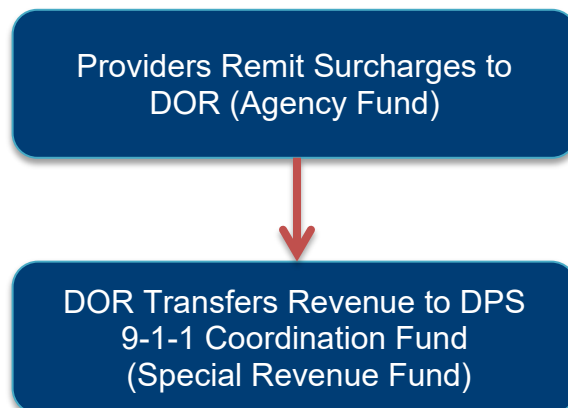 Providers Remit Surcharges to
DOR (Agency Fund)
DOR Transfers Revenue to DPS
9-1-1 Coordination Fund
(Special Revenue Fund)